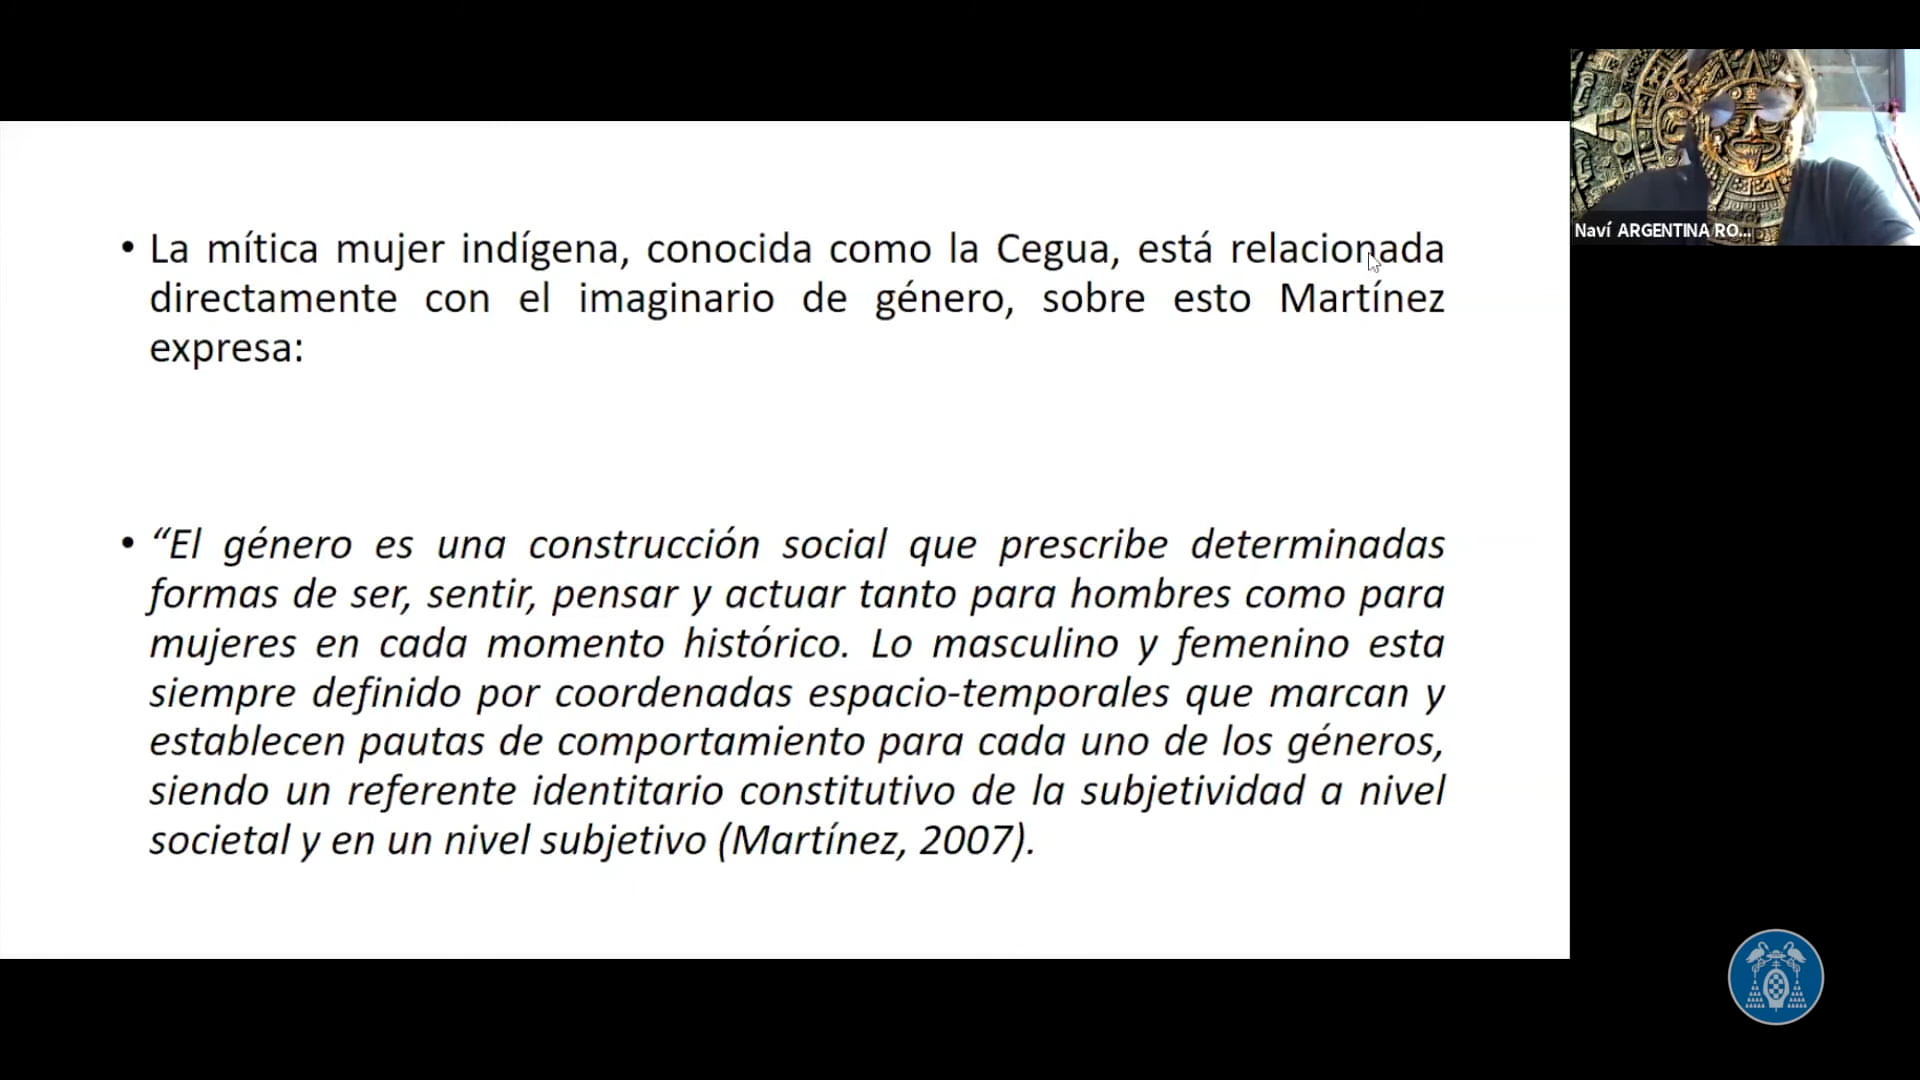 • La mítica mujer indígena, conocida como la Cegua, está relacionada
directamente con el imaginario de género, sobre esto Martínez
expresa:
• “El género es una construcción social que prescribe determinadas
formas de ser, sentir, pensar y actuar tanto para hombres como para
mujeres en cada momento histórico. Lo masculino y femenino esta
siempre definido por coordenadas espacio-temporales que marcan y
establecen pautas de comportamiento para cada uno de los géneros,
siendo un referente identitario constitutivo de la subjetividad a nivel
societal y en un nivel subjetivo (Martínez, 2007).
Naví ARGENTINA RO...